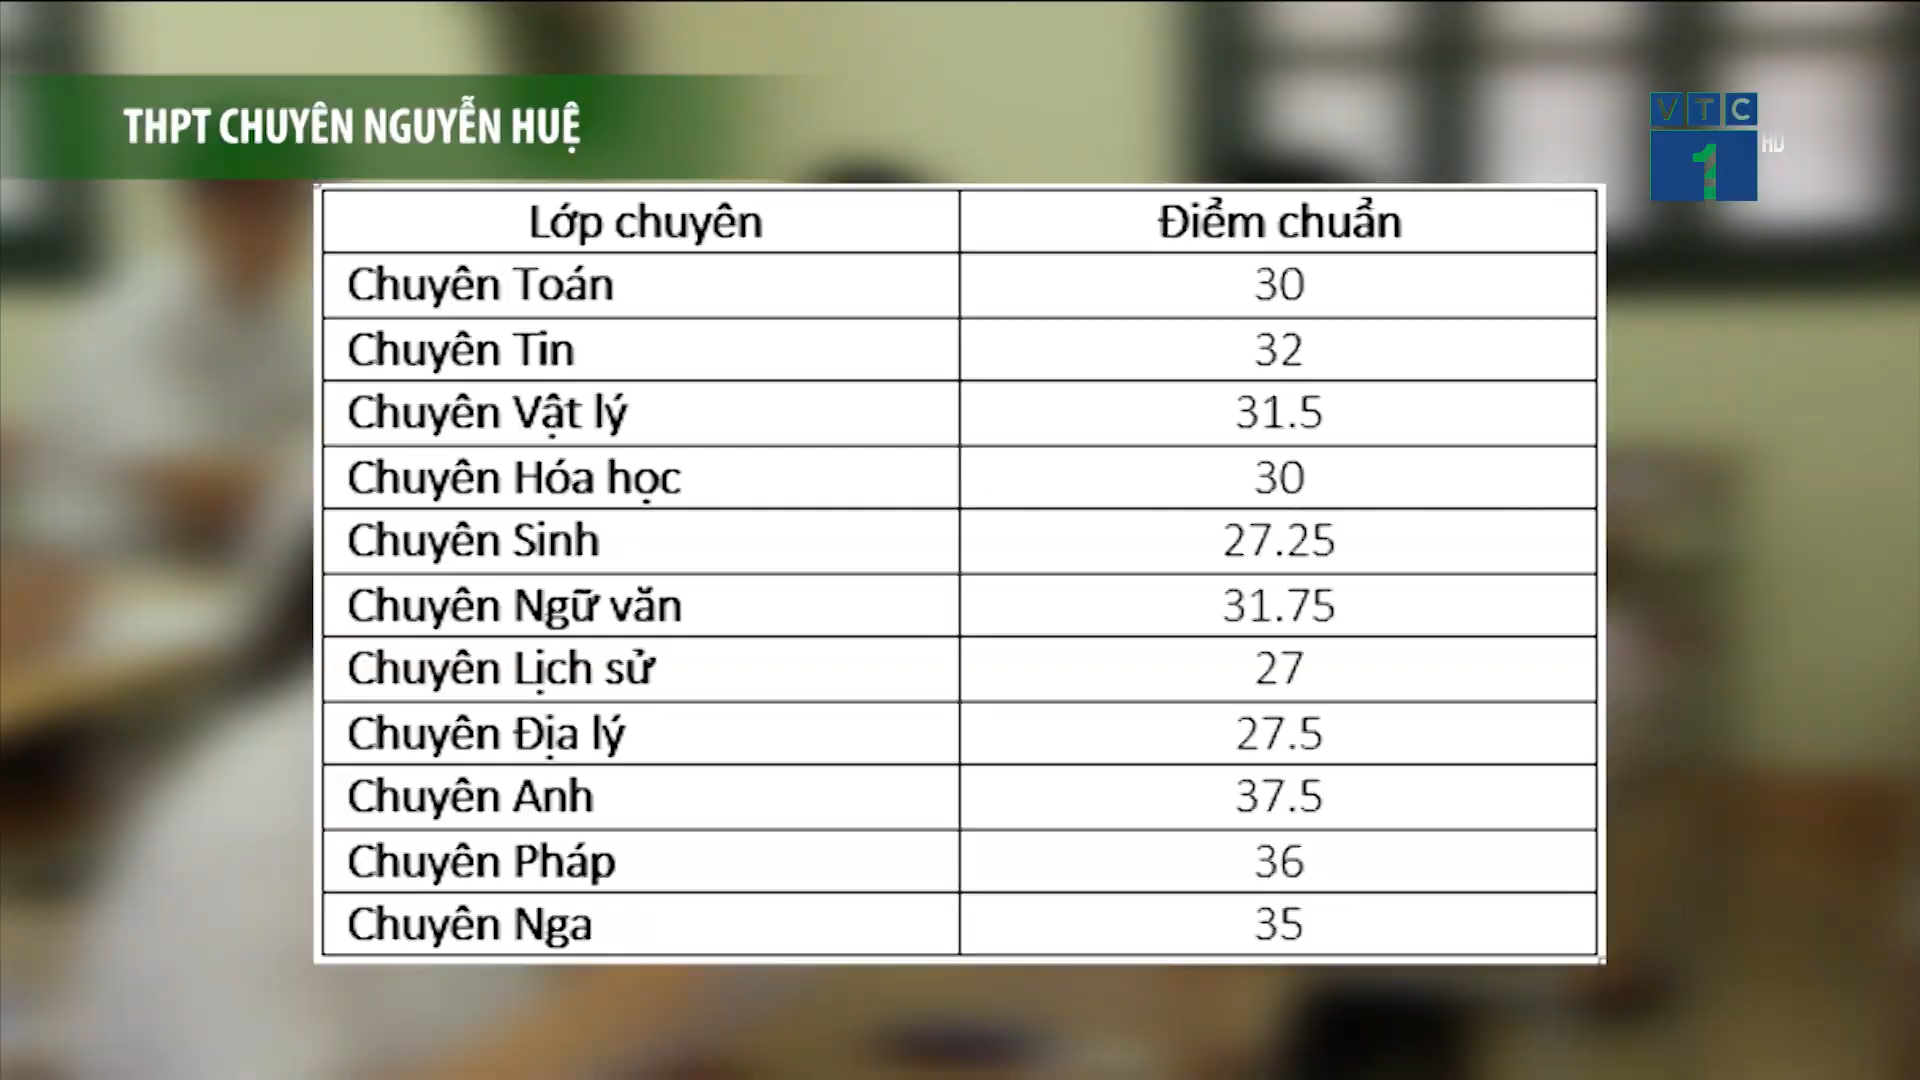 THPT CHUYÊN NGUYỄN HUỆ
VTC
1
HD
Lớp chuyên Điểm chuẩn
Chuyên Toán 30
Chuyên Tin 32
Chuyên Vật lý 31.5
Chuyên Hóa học 30
Chuyên Sinh 27.25
Chuyên Ngữ văn 31.75
Chuyên Lịch sử 27
Chuyên Địa lý 27.5
Chuyên Anh 37.5
Chuyên Pháp 36
Chuyên Nga 35